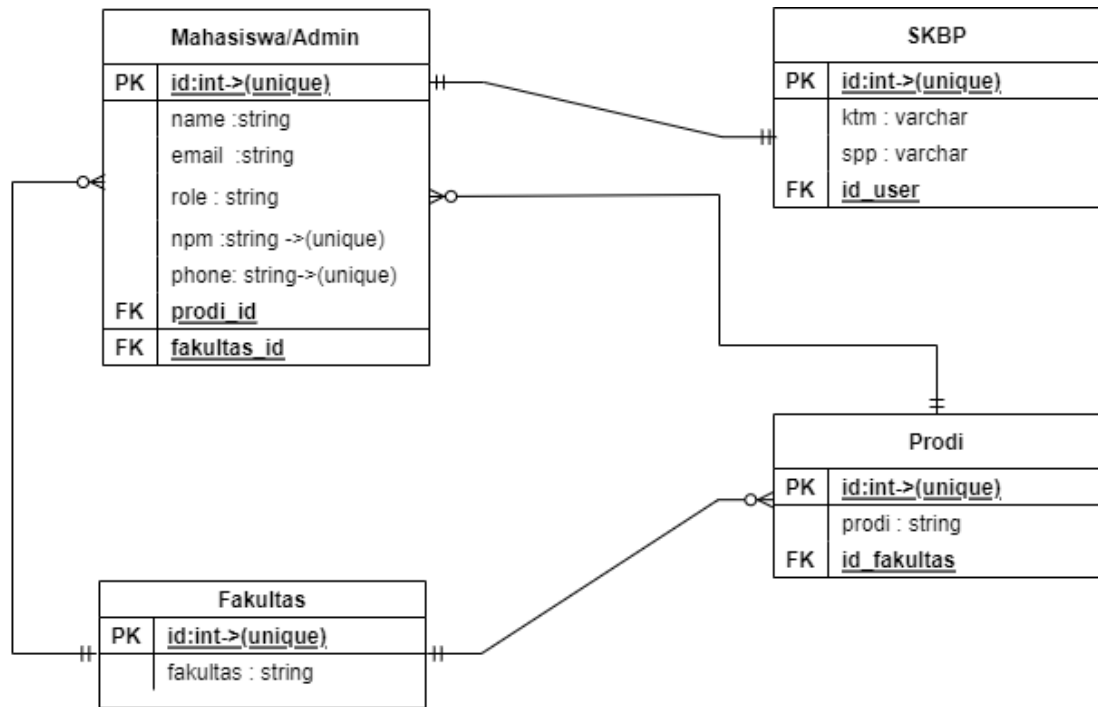 Mahasiswa/Admin
PK id:int->(unique)
name :string
email :string
role : string
npm :string ->(unique)
phone: string->(unique)
FK prodi_id
FK fakultas_id
SKBP
PK id:int->(unique)
ktm : varchar
spp : varchar
FK id_user
Prodi
PK id:int->(unique)
prodi : string
FK id_fakultas
Fakultas
PK id:int->(unique)
fakultas : string